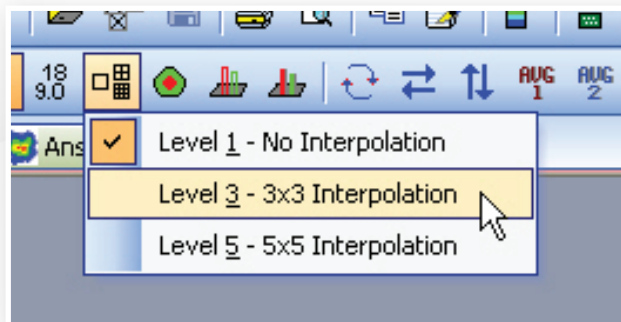 18
9.0
AVG
1
AVG
2
Ans
Level 1 - No Interpolation
Level 3 - 3x3 Interpolation
Level 5 - 5x5 Interpolation